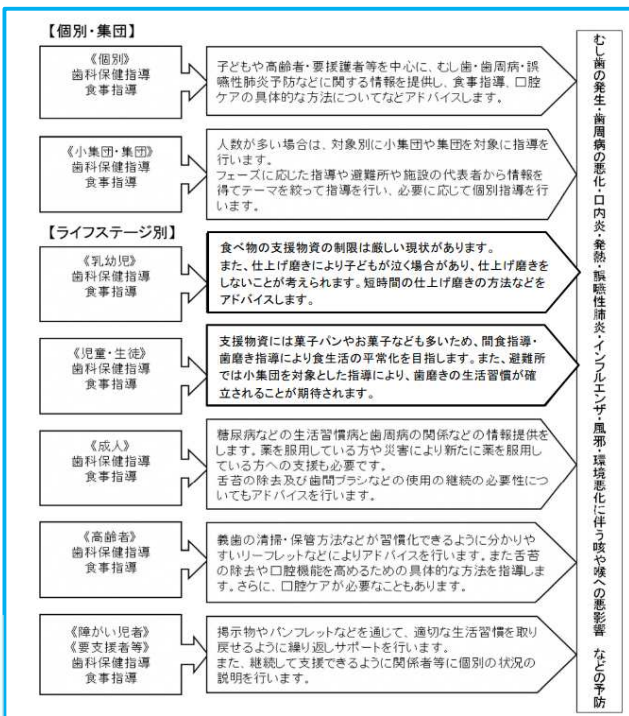 【個別・集団】
《個別》
歯科保健指導
食事指導
子どもや高齢者・要援護者等を中心に、むし歯・歯周病・誤
嚥性肺炎予防などに関する情報を提供し、食事指導、口腔
ケアの具体的な方法についてなどアドバイスします。
《小集団・集団》
歯科保健指導
食事指導
人数が多い場合は、対象別に小集団や集団を対象に指導を
行います。
フェーズに応じた指導や避難所や施設の代表者から情報を
得てテーマを絞って指導を行い、必要に応じて個別指導を行
います。
【ライフステージ別】
《乳幼児》
歯科保健指導
食事指導
食べ物の支援物資の制限は厳しい現状があります。
また、仕上げ磨きにより子どもが泣く場合があり、仕上げ磨きを
しないことが考えられます。短時間の仕上げ磨きの方法などを
アドバイスします。
《児童・生徒》
歯科保健指導
食事指導
支援物資には菓子パンやお菓子なども多いため、間食指導・
歯磨き指導により食生活の平常化を目指します。また、避難所
では小集団を対象とした指導により、歯磨きの生活習慣が確
立されることが期待されます。
《成人》
歯科保健指導
食事指導
糖尿病などの生活習慣病と歯周病の関係などの情報提供を
します。薬を服用している方や災害により新たに薬を服用し
ている方への支援も必要です。
舌苔の除去及び歯間ブラシなどの使用の継続の必要性につ
いてもアドバイスを行います。
《高齢者》
歯科保健指導
食事指導
義歯の清掃・保管方法などが習慣化できるように分かりや
すいリーフレットなどによりアドバイスを行います。また舌苔
の除去や口腔機能を高めるための具体的な方法を指導しま
す。さらに、口腔ケアが必要なこともあります。
《障がい児者》
《要支援者等》
歯科保健指導
食事指導
掲示物やパンフレットなどを通じて、適切な生活習慣を取り
戻せるように繰り返しサポートを行います。
また、継続して支援できるように関係者等に個別の状況の
説明を行います。
むし歯の発生・歯周病の悪化・口内炎・発熱・誤嚥性肺炎・インフルエンザ・風邪・環境悪化に伴う咳や喉への悪影響 などの予防